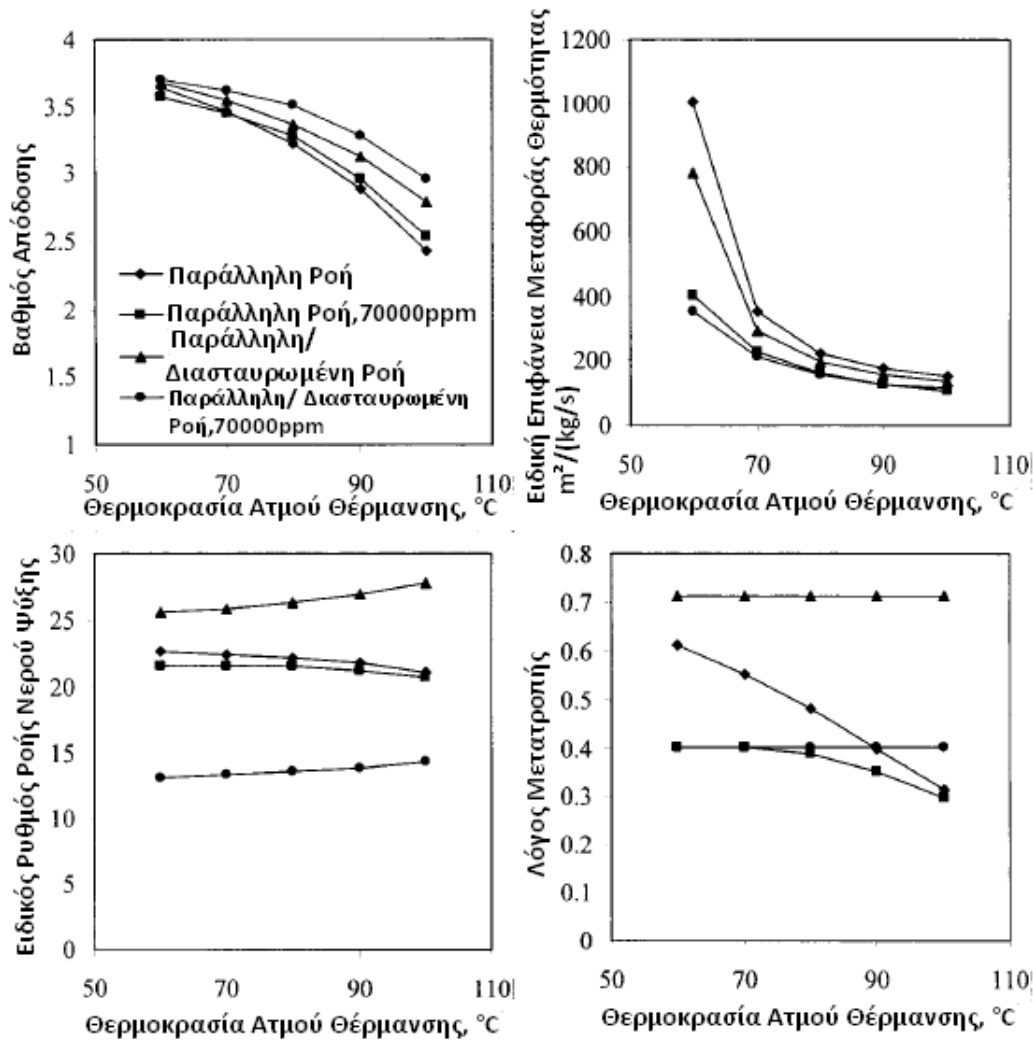 4
3.5
3
2.5
2
1.5
1
Βαθμός Απόδοσης
Παράλληλη Ροή
Παράλληλη Ροή,70000ppm
Παράλληλη/
Διασταυρωμένη Ροή
Παράλληλη/ Διασταυρωμένη
Ροή,70000ppm
50 70 90 110
Θερμοκρασία Ατμού Θέρμανσης, °C
1200
1000
800
600
400
200
0
Ειδική Επιφάνεια Μεταφοράς Θερμότητας
m²/(kg/s)
50 70 90 110
Θερμοκρασία Ατμού Θέρμανσης, °C
30
25
20
15
10
5
0
Ειδικός Ρυθμός Ροής Νερού Ψύξης
50 70 90 110
Θερμοκρασία Ατμού Θέρμανσης, °C
0.8
0.7
0.6
0.5
0.4
0.3
0.2
0.1
0
Λόγος Μετατροπής
50 70 90 110
Θερμοκρασία Ατμού Θέρμανσης, °C